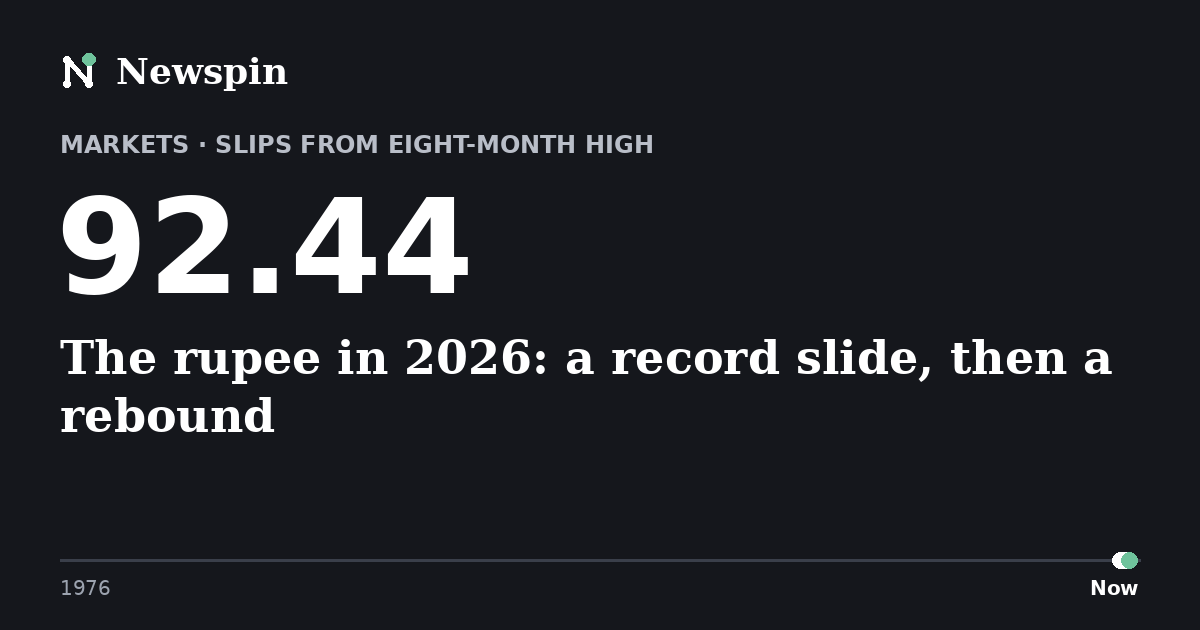 Newspin
MARKETS · SLIPS FROM EIGHT-MONTH HIGH
92.44
The rupee in 2026: a record slide, then a
rebound
1976
Now